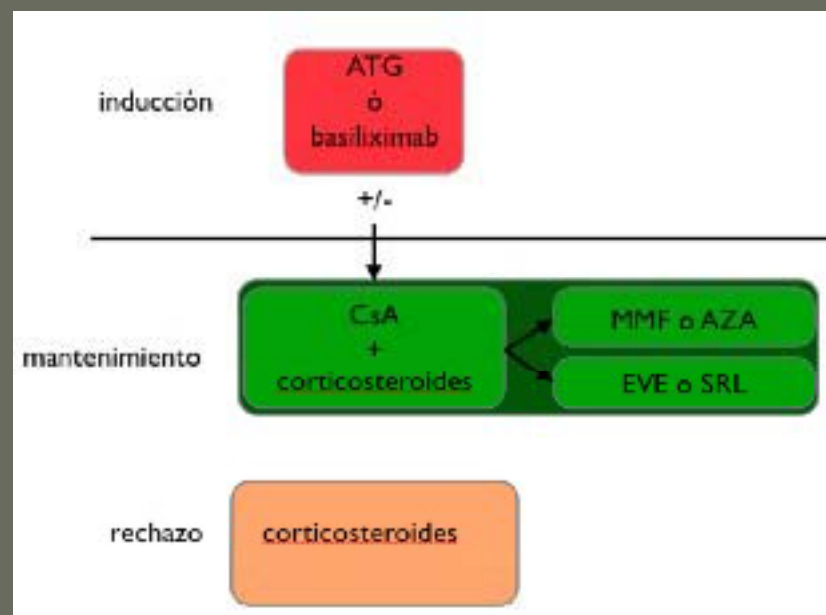 inducción
ATG
ó
basiliximab
+/-
mantenimiento
CsA
+
corticosteroides
MMF o AZA
EVE o SRL
rechazo
corticosteroides